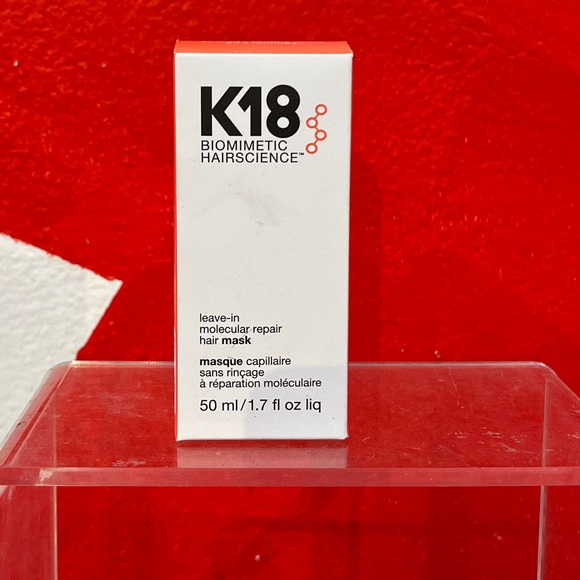 K18
BIOMIMETIC
HAIRSCIENCE™
leave-in
molecular repair
hair mask
masque capillaire
sans rinçage
à réparation moléculaire
50 ml/1.7 fl oz liq